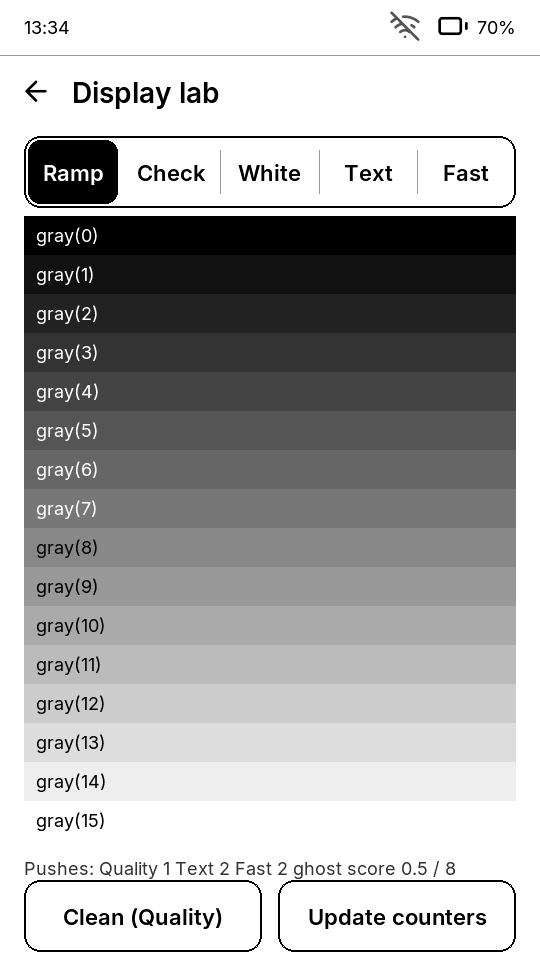 13:34 70%
Display lab
Ramp Check White Text Fast
gray(0)
gray(1)
gray(2)
gray(3)
gray(4)
gray(5)
gray(6)
gray(7)
gray(8)
gray(9)
gray(10)
gray(11)
gray(12)
gray(13)
gray(14)
gray(15)
Pushes: Quality 1 Text 2 Fast 2 ghost score 0.5 / 8
Clean (Quality) Update counters